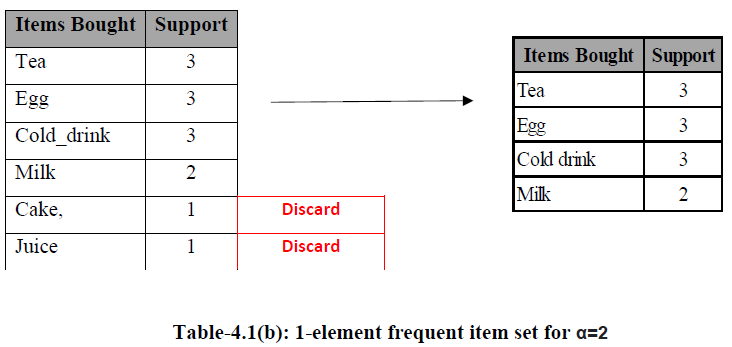 Items Bought Support
Tea 3
Egg 3
Cold_drink 3
Milk 2
Cake, 1 Discard
Juice 1 Discard
Items Bought Support
Tea 3
Egg 3
Cold drink 3
Milk 2
Table-4.1(b): 1-element frequent item set for α=2